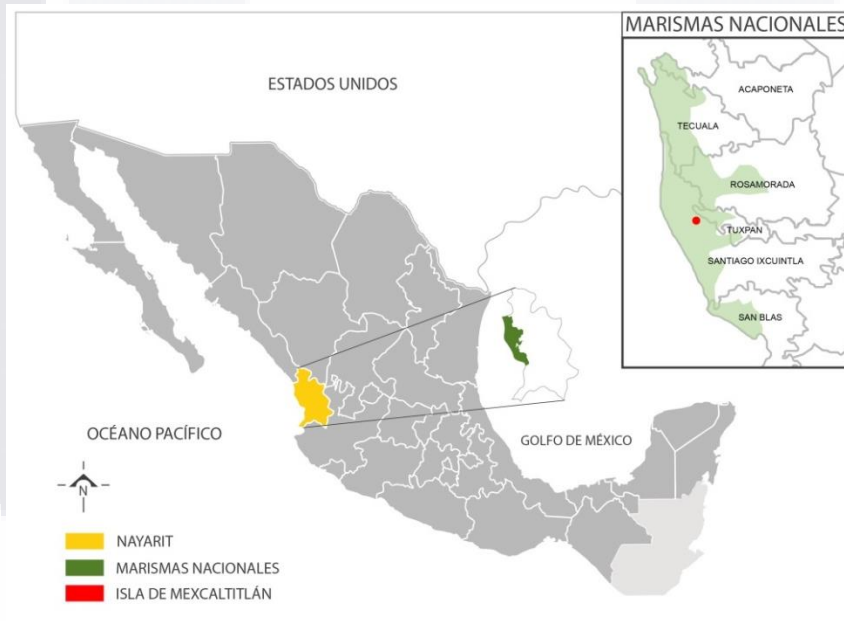 MARISMAS NACIONALES
ESTADOS UNIDOS
ACAPONETA
TECUALA
ROSAMORADA
TUXPAN
SANTIAGO IXCUINTLA
SAN BLAS
OCÉANO PACÍFICO
GOLFO DE MÉXICO
N
NAYARIT
MARISMAS NACIONALES
ISLA DE MEXCALTITLÁN